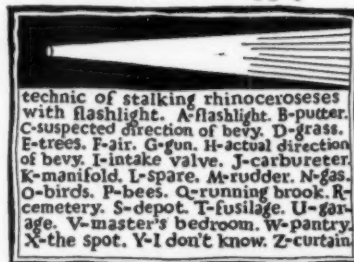 technic of stalking rhinoceroseses
with flashlight. A-flashlight. B-putter.
C-suspected direction of bevy. D-grass.
E-trees. F-air. G-gun. H-actual direction
of bevy. I-intake valve. J-carbureter.
K-manifold. L-spare. M-rudder. N-gas.
O-birds. P-bees. Q-running brook. R-
cemetery. S-depot. T-fusilage. U-gar-
age. V-master's bedroom. W-pantry.
X-the spot. Y-I don't know. Z-curtain